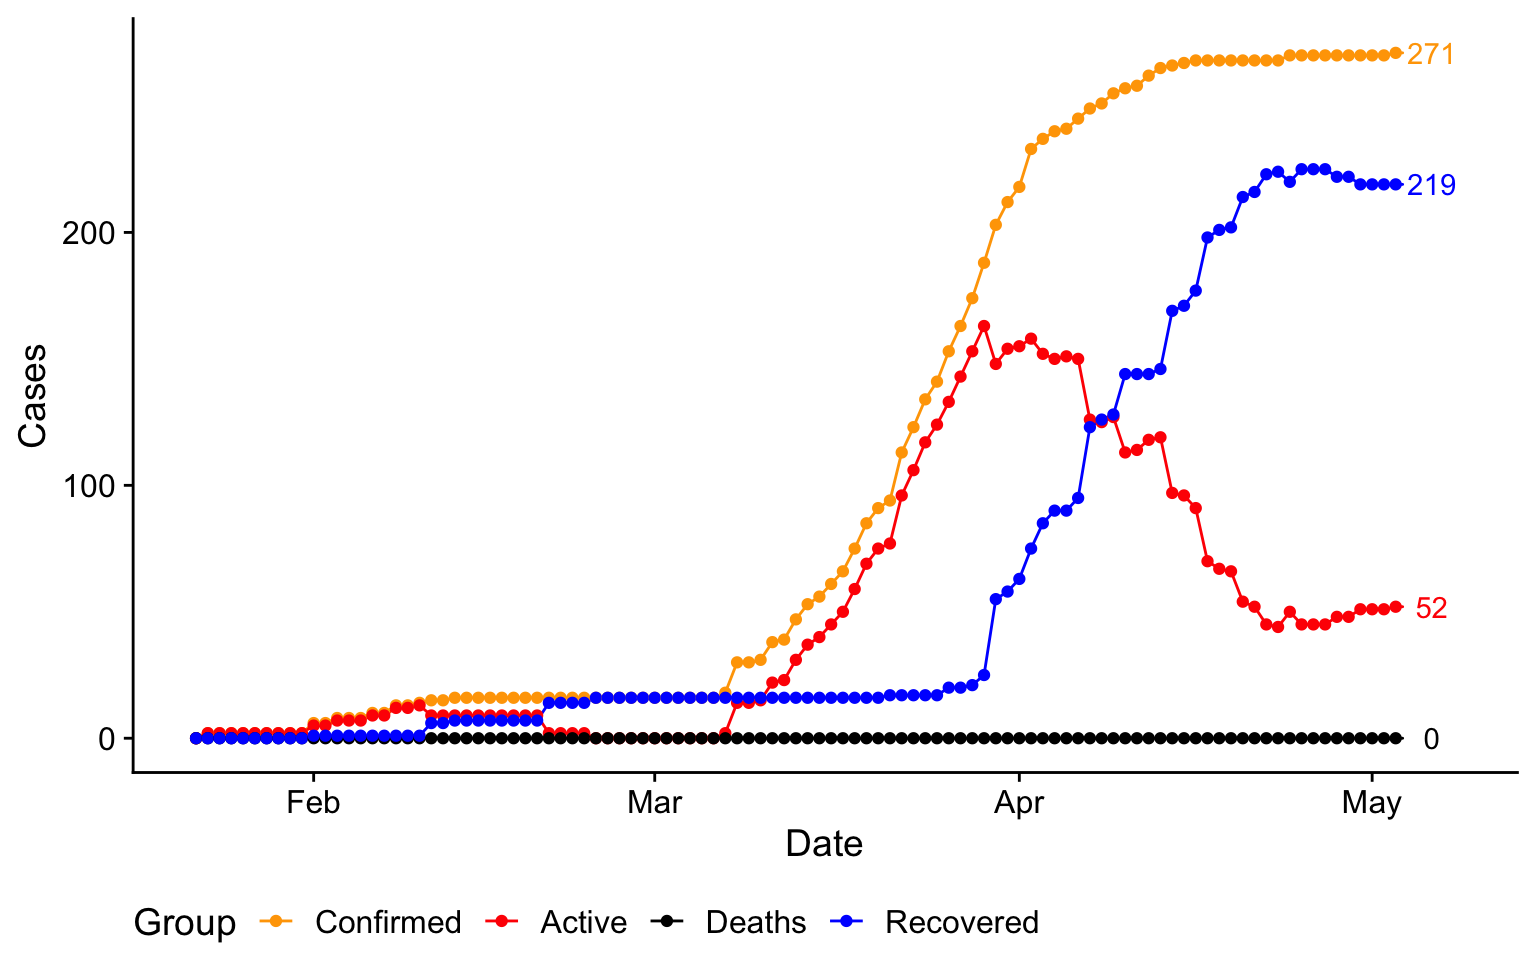 271
219
200
Cases
100
52
0
0
Feb Mar Apr May
Date
Group Confirmed Active Deaths Recovered